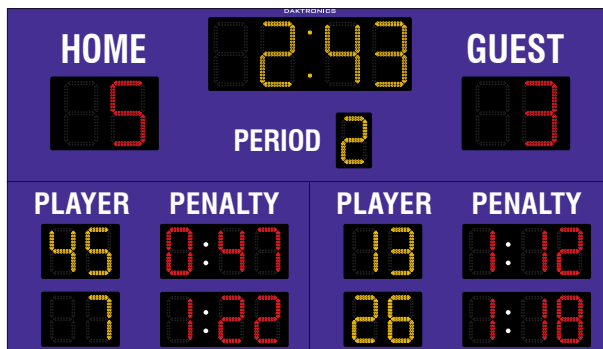 DAKTRONICS
HOME 2:43 GUEST
5 3
PERIOD 2
PLAYER PENALTY PLAYER PENALTY
45 0:47 13 1:12
7 1:22 26 1:18